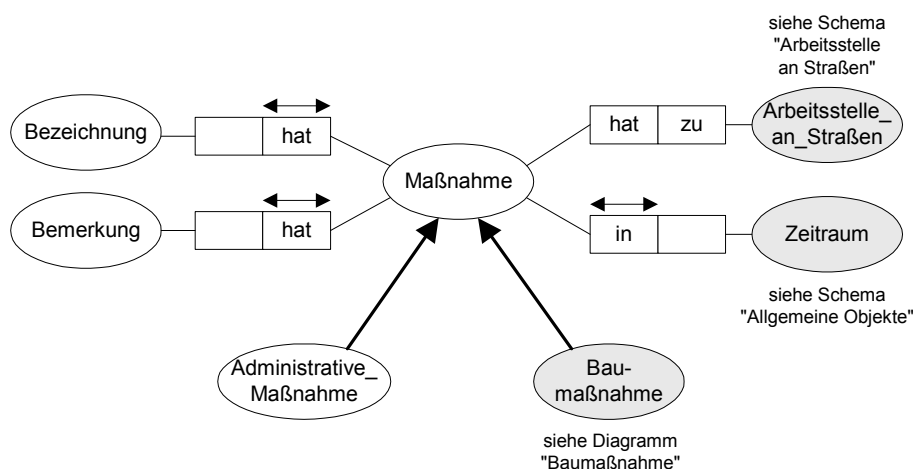 siehe Schema
"Arbeitsstelle
an Straßen"
Bezeichnung
hat
hat
zu
Arbeitsstelle_
an_Straßen
Maßnahme
Bemerkung
hat
in
Zeitraum
siehe Schema
"Allgemeine Objekte"
Administrative_
Maßnahme
Bau-
maßnahme
siehe Diagramm
"Baumaßnahme"